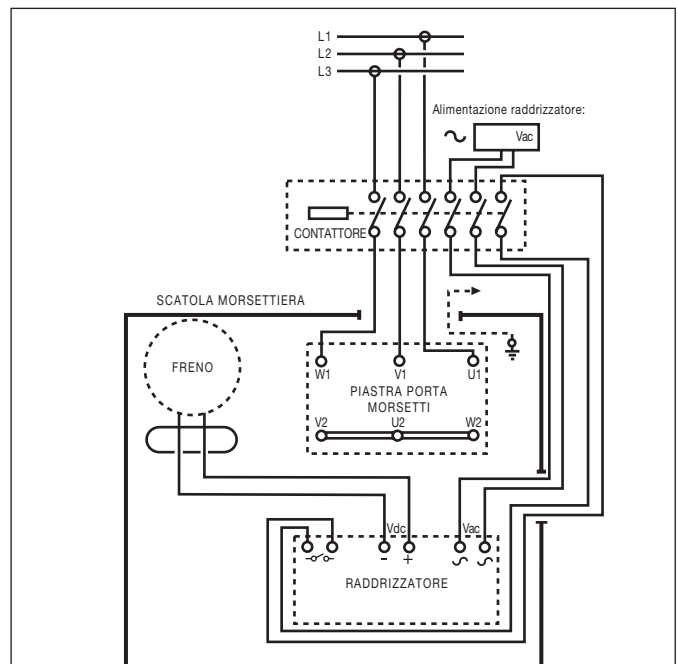 L1
L2
L3
Alimentazione raddrizzatore:
Vac
CONTATTORE
SCATOLA MORSETTIERA
FRENO
W1 V1 U1
PIASTRA PORTA
MORSETTI
V2 U2 W2
Vdc Vac
- +
RADDRIZZATORE